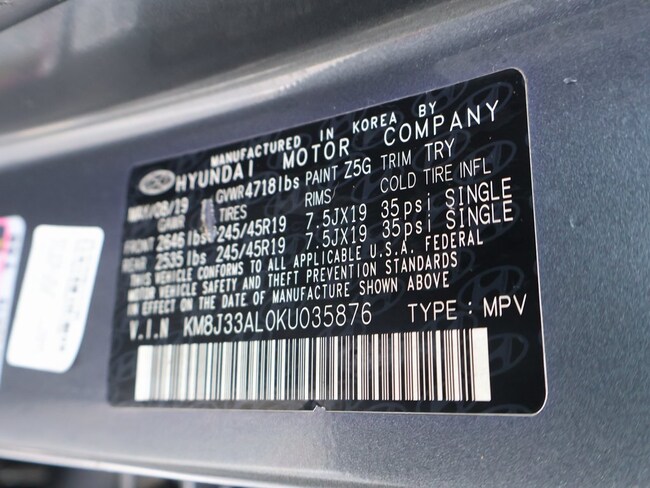 MANUFACTURED IN KOREA BY
HYUNDAI MOTOR COMPANY
MAY/08/19 GVWR 4718 lbs PAINT Z5G TRIM TRY
GAWR TIRES RIMS/ COLD TIRE INFL
FRONT 2646 lbs 245/45R19 7.5JX19 35 psi SINGLE
REAR 2535 lbs 245/45R19 7.5JX19 35 psi SINGLE
THIS VEHICLE CONFORMS TO ALL APPLICABLE U.S.A. FEDERAL
MOTOR VEHICLE SAFETY AND THEFT PREVENTION STANDARDS
IN EFFECT ON THE DATE OF MANUFACTURE SHOWN ABOVE
V.I.N KM8J33AL0KU035876 TYPE : MPV